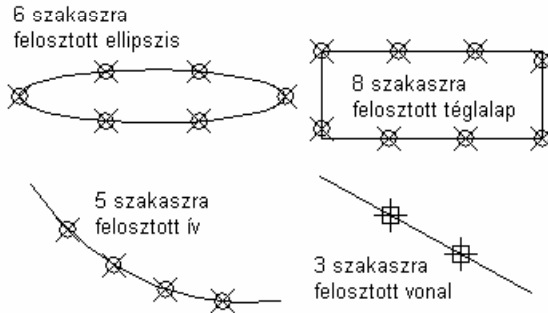 6 szakaszra
felosztott ellipszis
8 szakaszra
felosztott téglalap
5 szakaszra
felosztott ív
3 szakaszra
felosztott vonal